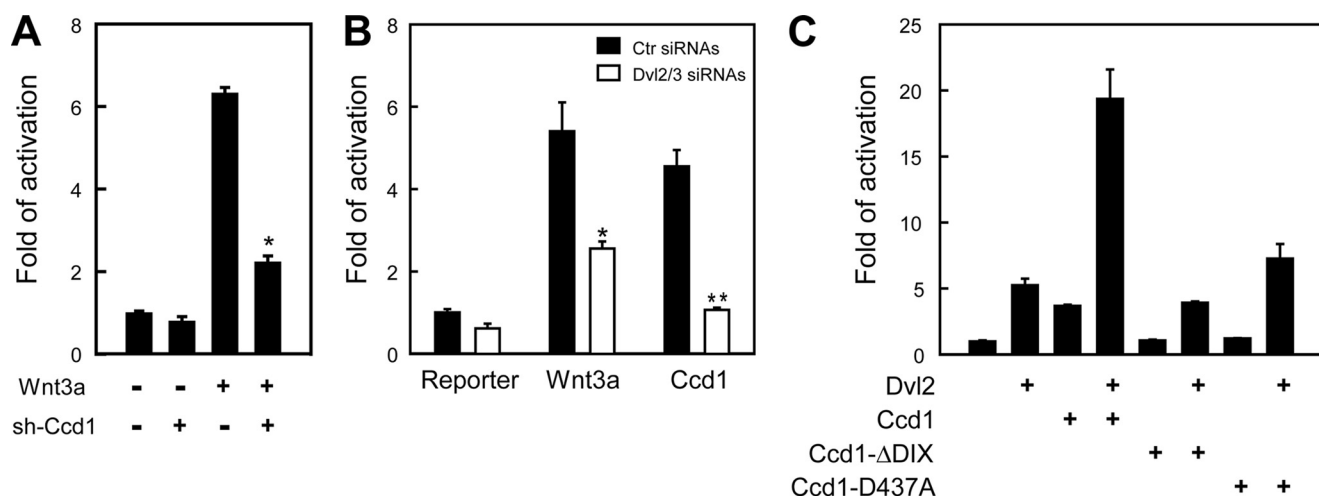 A
Fold of activation
8
6
4
2
0
Wnt3a - - + +
sh-Ccd1 - + - +
*
B
Fold of activation
8
6
4
2
0
Ctr siRNAs
Dvl2/3 siRNAs
*
**
Reporter Wnt3a Ccd1
C
Fold of activation
25
20
15
10
5
0
Dvl2 + + + +
Ccd1 + +
Ccd1-ΔDIX + +
Ccd1-D437A + +